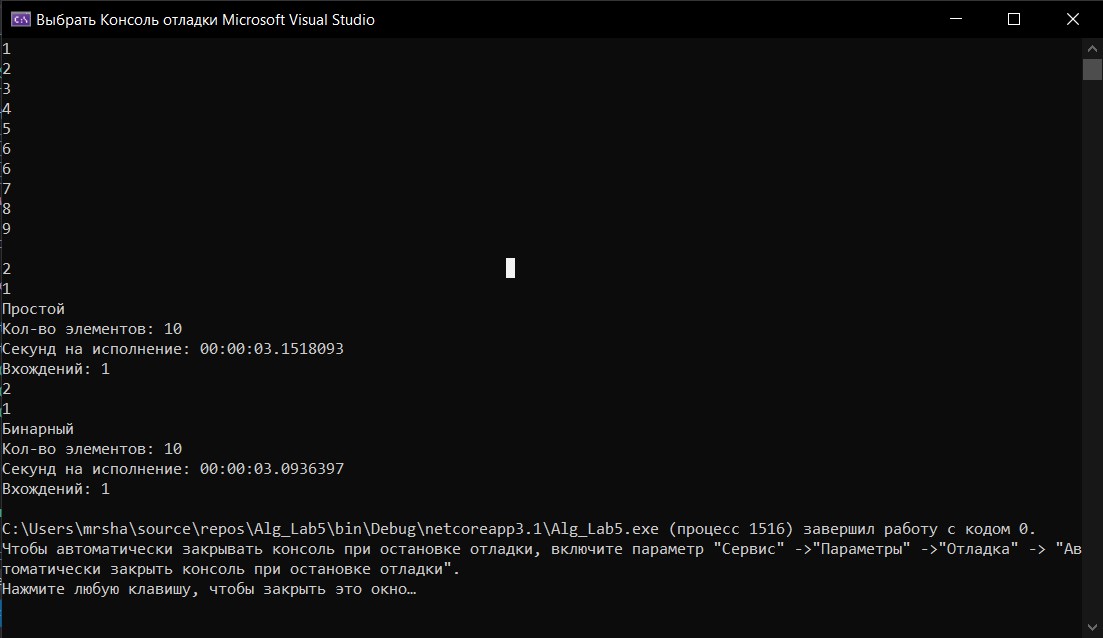 Выбрать Консоль отладки Microsoft Visual Studio
1
2
3
4
5
6
6
7
8
9
2
1
Простой
Кол-во элементов: 10
Секунд на исполнение: 00:00:03.1518093
Вхождений: 1
2
1
Бинарный
Кол-во элементов: 10
Секунд на исполнение: 00:00:03.0936397
Вхождений: 1
C:\Users\mrsha\source\repos\Alg_Lab5\bin\Debug\netcoreapp3.1\Alg_Lab5.exe (процесс 1516) завершил работу с кодом 0.
Чтобы автоматически закрывать консоль при остановке отладки, включите параметр "Сервис" ->"Параметры" ->"Отладка" -> "Ав
томатически закрыть консоль при остановке отладки".
Нажмите любую клавишу, чтобы закрыть это окно…